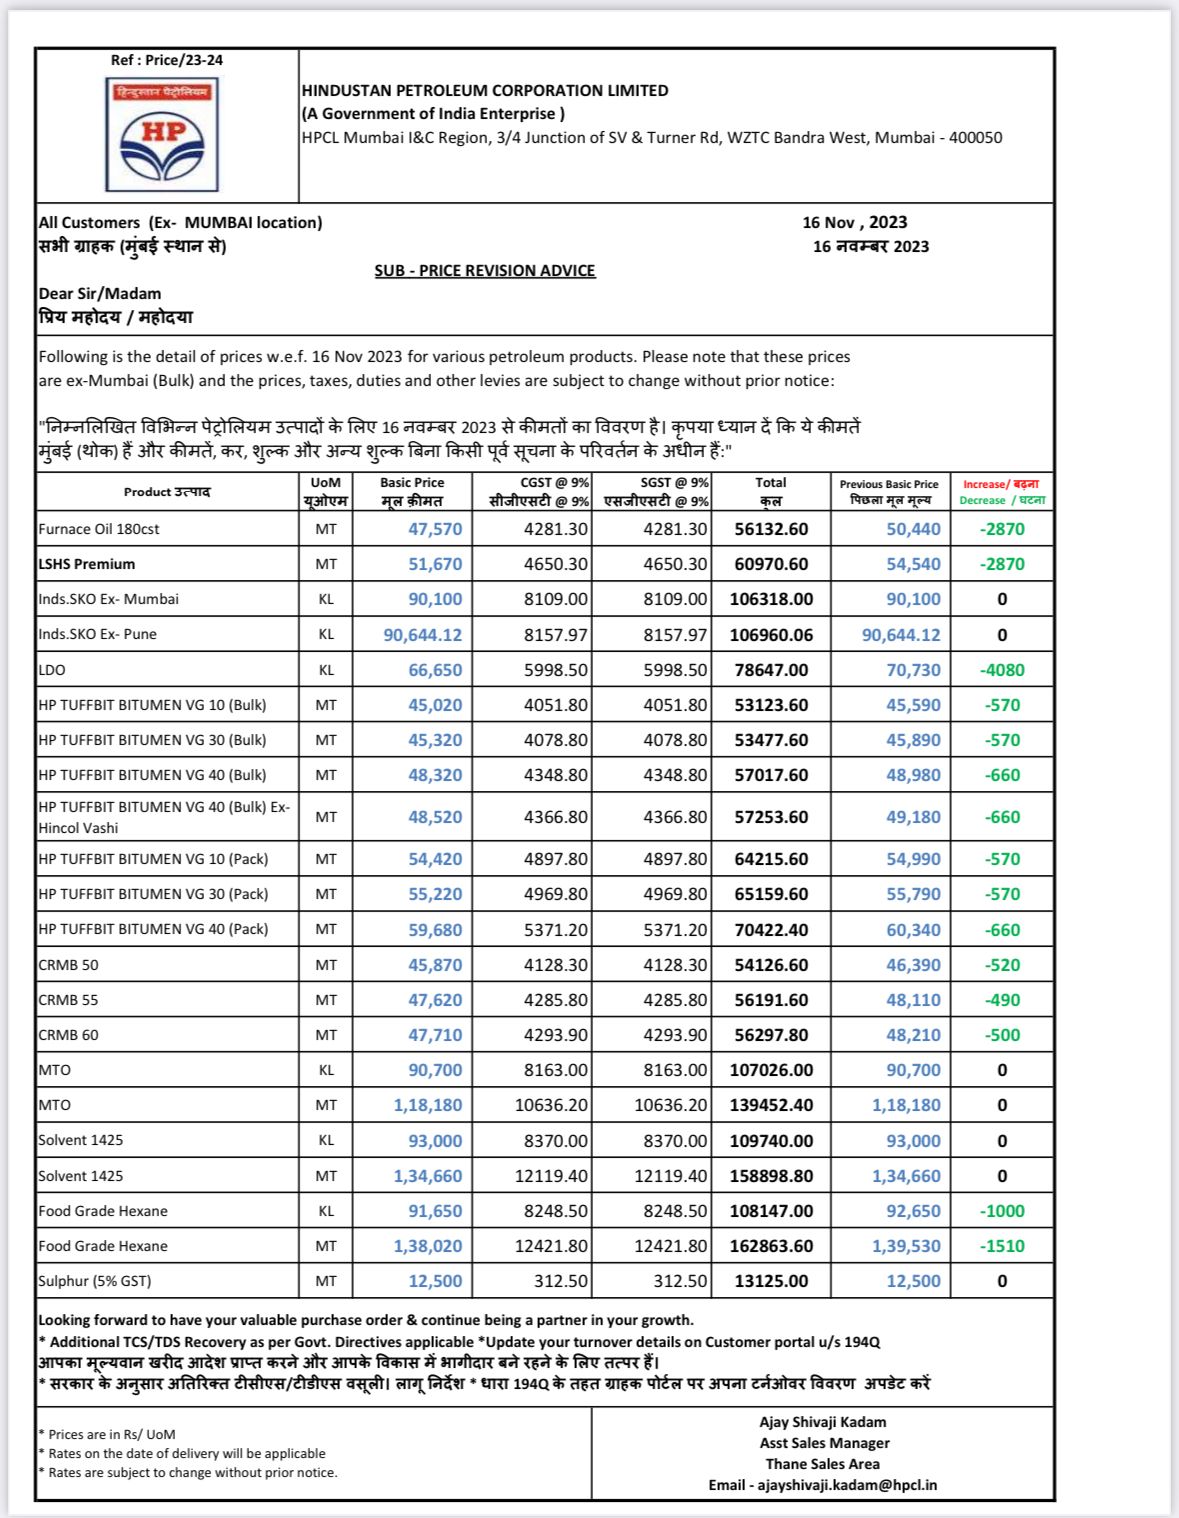 Ref : Price/23-24
हिन्दुस्तान पेट्रोलियम
HP
HINDUSTAN PETROLEUM CORPORATION LIMITED
(A Government of India Enterprise )
HPCL Mumbai I&C Region, 3/4 Junction of SV & Turner Rd, WZTC Bandra West, Mumbai - 400050
All Customers (Ex- MUMBAI location) 16 Nov , 2023
सभी ग्राहक (मुंबई स्थान से) 16 नवम्बर 2023
SUB - PRICE REVISION ADVICE
Dear Sir/Madam
प्रिय महोदय / महोदया
Following is the detail of prices w.e.f. 16 Nov 2023 for various petroleum products. Please note that these prices
are ex-Mumbai (Bulk) and the prices, taxes, duties and other levies are subject to change without prior notice:
"निम्नलिखित विभिन्न पेट्रोलियम उत्पादों के लिए 16 नवम्बर 2023 से कीमतों का विवरण है। कृपया ध्यान दें कि ये कीमतें
मुंबई (थोक) हैं और कीमतें, कर, शुल्क और अन्य शुल्क बिना किसी पूर्व सूचना के परिवर्तन के अधीन हैं:"
Product उत्पाद UoM यूओएम Basic Price मूल क़ीमत CGST @ 9% सीजीएसटी @ 9% SGST @ 9% एसजीएसटी @ 9% Total कुल Previous Basic Price पिछला मूल मूल्य Increase/ बढ़ना Decrease / घटना
Furnace Oil 180cst MT 47,570 4281.30 4281.30 56132.60 50,440 -2870
LSHS Premium MT 51,670 4650.30 4650.30 60970.60 54,540 -2870
Inds.SKO Ex- Mumbai KL 90,100 8109.00 8109.00 106318.00 90,100 0
Inds.SKO Ex- Pune KL 90,644.12 8157.97 8157.97 106960.06 90,644.12 0
LDO KL 66,650 5998.50 5998.50 78647.00 70,730 -4080
HP TUFFBIT BITUMEN VG 10 (Bulk) MT 45,020 4051.80 4051.80 53123.60 45,590 -570
HP TUFFBIT BITUMEN VG 30 (Bulk) MT 45,320 4078.80 4078.80 53477.60 45,890 -570
HP TUFFBIT BITUMEN VG 40 (Bulk) MT 48,320 4348.80 4348.80 57017.60 48,980 -660
HP TUFFBIT BITUMEN VG 40 (Bulk) Ex-
Hincol Vashi MT 48,520 4366.80 4366.80 57253.60 49,180 -660
HP TUFFBIT BITUMEN VG 10 (Pack) MT 54,420 4897.80 4897.80 64215.60 54,990 -570
HP TUFFBIT BITUMEN VG 30 (Pack) MT 55,220 4969.80 4969.80 65159.60 55,790 -570
HP TUFFBIT BITUMEN VG 40 (Pack) MT 59,680 5371.20 5371.20 70422.40 60,340 -660
CRMB 50 MT 45,870 4128.30 4128.30 54126.60 46,390 -520
CRMB 55 MT 47,620 4285.80 4285.80 56191.60 48,110 -490
CRMB 60 MT 47,710 4293.90 4293.90 56297.80 48,210 -500
MTO KL 90,700 8163.00 8163.00 107026.00 90,700 0
MTO MT 1,18,180 10636.20 10636.20 139452.40 1,18,180 0
Solvent 1425 KL 93,000 8370.00 8370.00 109740.00 93,000 0
Solvent 1425 MT 1,34,660 12119.40 12119.40 158898.80 1,34,660 0
Food Grade Hexane KL 91,650 8248.50 8248.50 108147.00 92,650 -1000
Food Grade Hexane MT 1,38,020 12421.80 12421.80 162863.60 1,39,530 -1510
Sulphur (5% GST) MT 12,500 312.50 312.50 13125.00 12,500 0
Looking forward to have your valuable purchase order & continue being a partner in your growth.
* Additional TCS/TDS Recovery as per Govt. Directives applicable *Update your turnover details on Customer portal u/s 194Q
आपका मूल्यवान खरीद आदेश प्राप्त करने और आपके विकास में भागीदार बने रहने के लिए तत्पर हैं।
* सरकार के अनुसार अतिरिक्त टीसीएस/टीडीएस वसूली। लागू निर्देश * धारा 194Q के तहत ग्राहक पोर्टल पर अपना टर्नओवर विवरण अपडेट करें
* Prices are in Rs/ UoM
* Rates on the date of delivery will be applicable
* Rates are subject to change without prior notice.
Ajay Shivaji Kadam
Asst Sales Manager
Thane Sales Area
Email - ajayshivaji.kadam@hpcl.in